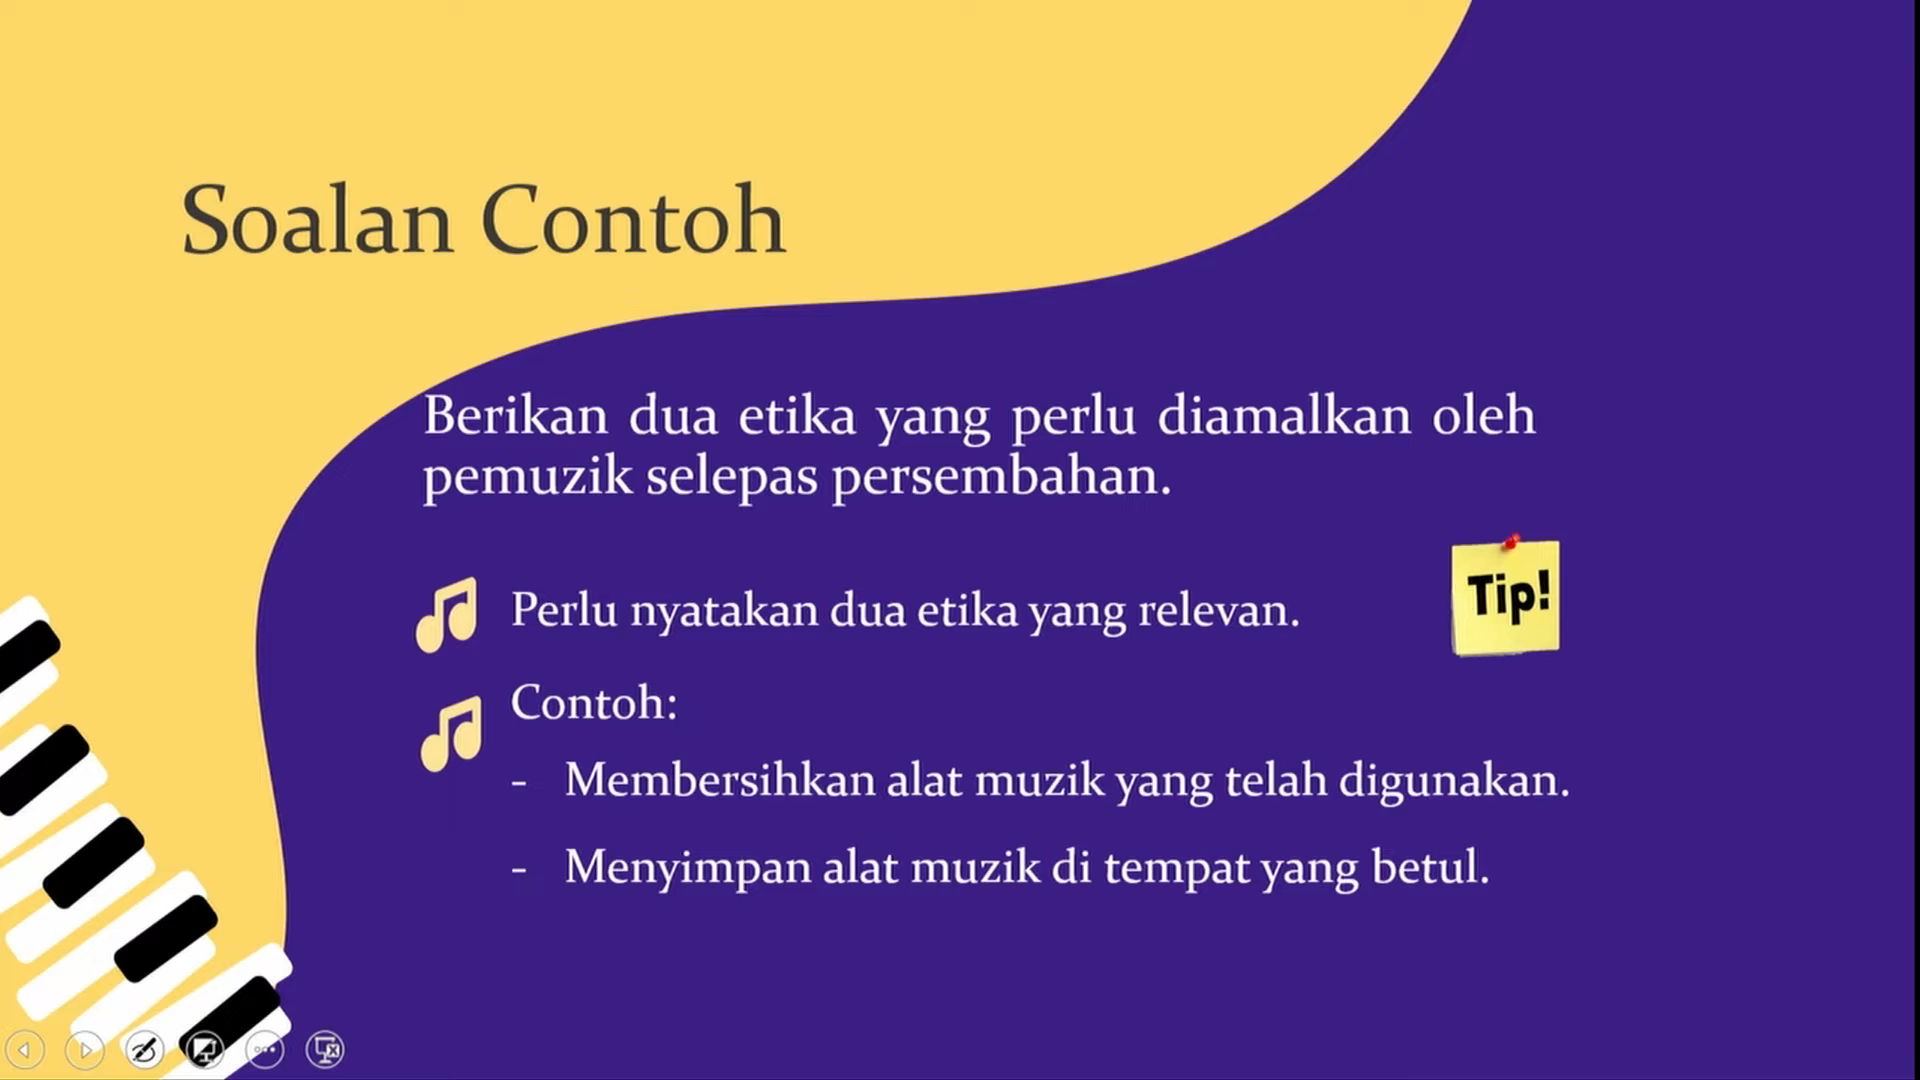 Soalan Contoh
Berikan dua etika yang perlu diamalkan oleh
pemuzik selepas persembahan.
Perlu nyatakan dua etika yang relevan.
Tip!
Contoh:
- Membersihkan alat muzik yang telah digunakan.
- Menyimpan alat muzik di tempat yang betul.